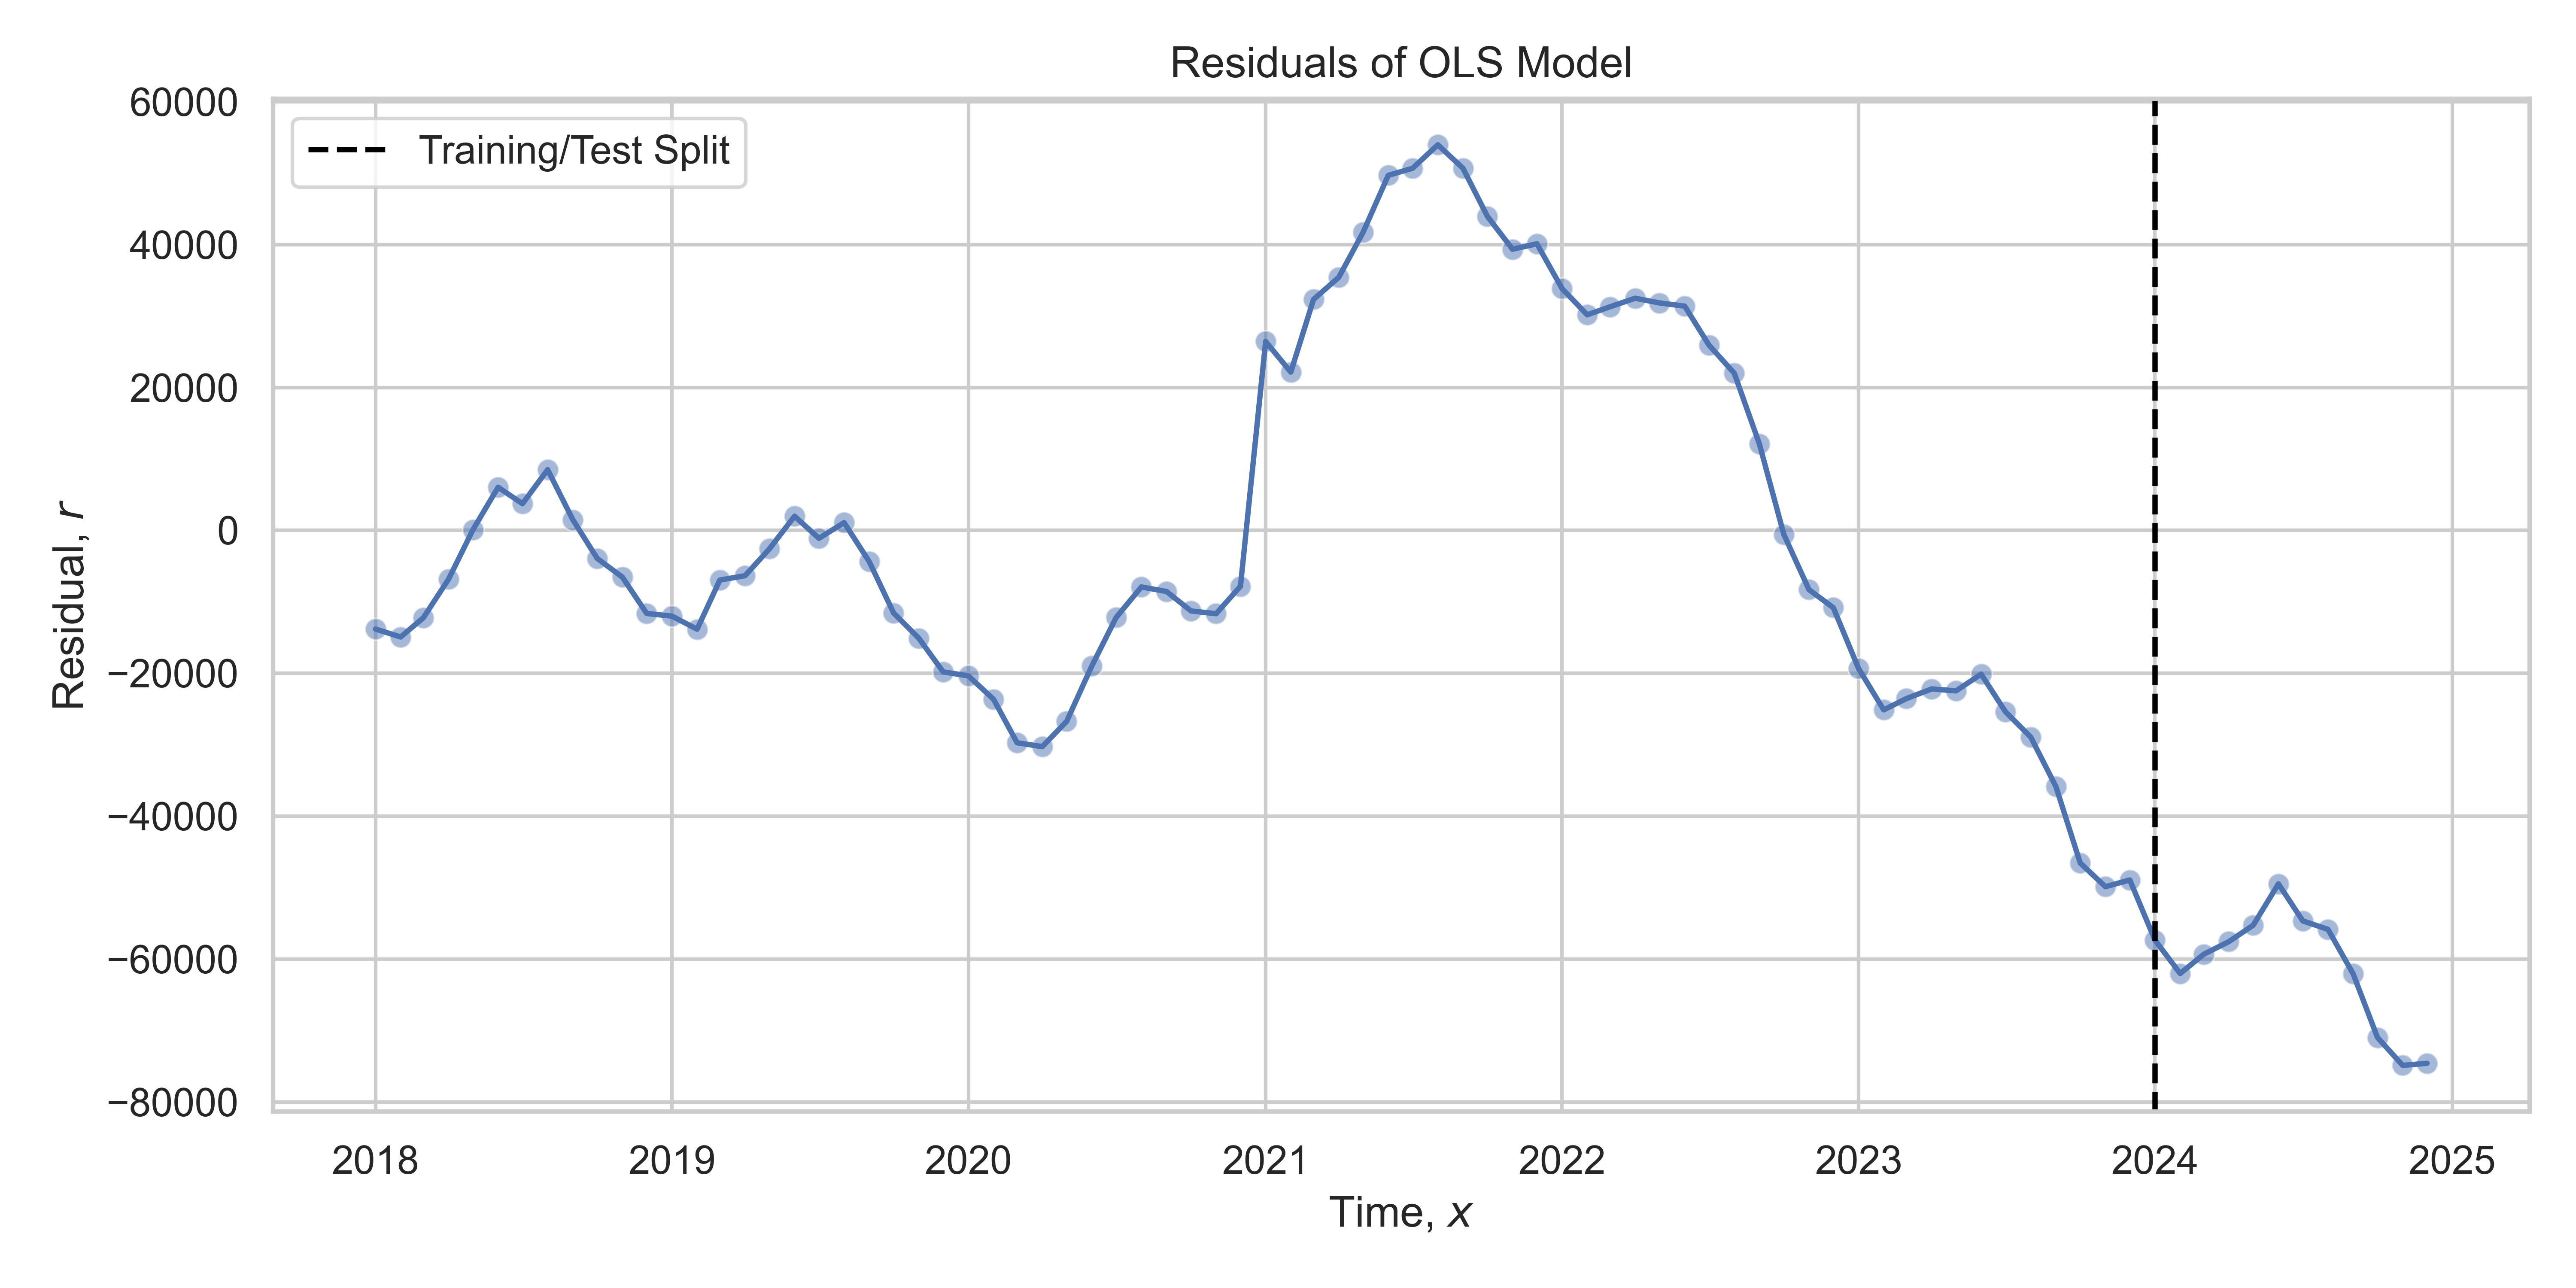 Residuals of OLS Model
Training/Test Split
60000
40000
20000
0
−20000
−40000
−60000
−80000
Residual, r
2018 2019 2020 2021 2022 2023 2024 2025
Time, x